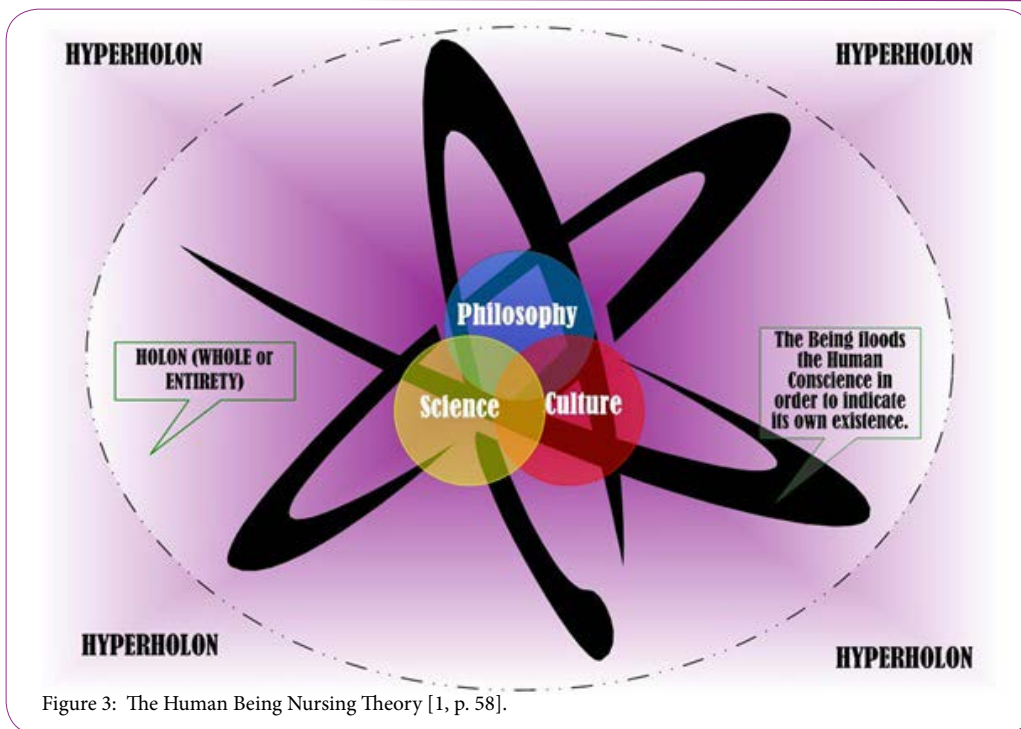 HYPERHOLON
HYPERHOLON
Philosophy
HOLON (WHOLE or
ENTIRETY)
The Being floods
the Human
Conscience in
order to indicate
its own existence.
Science
Culture
HYPERHOLON
HYPERHOLON
Figure 3: The Human Being Nursing Theory [1, p. 58].